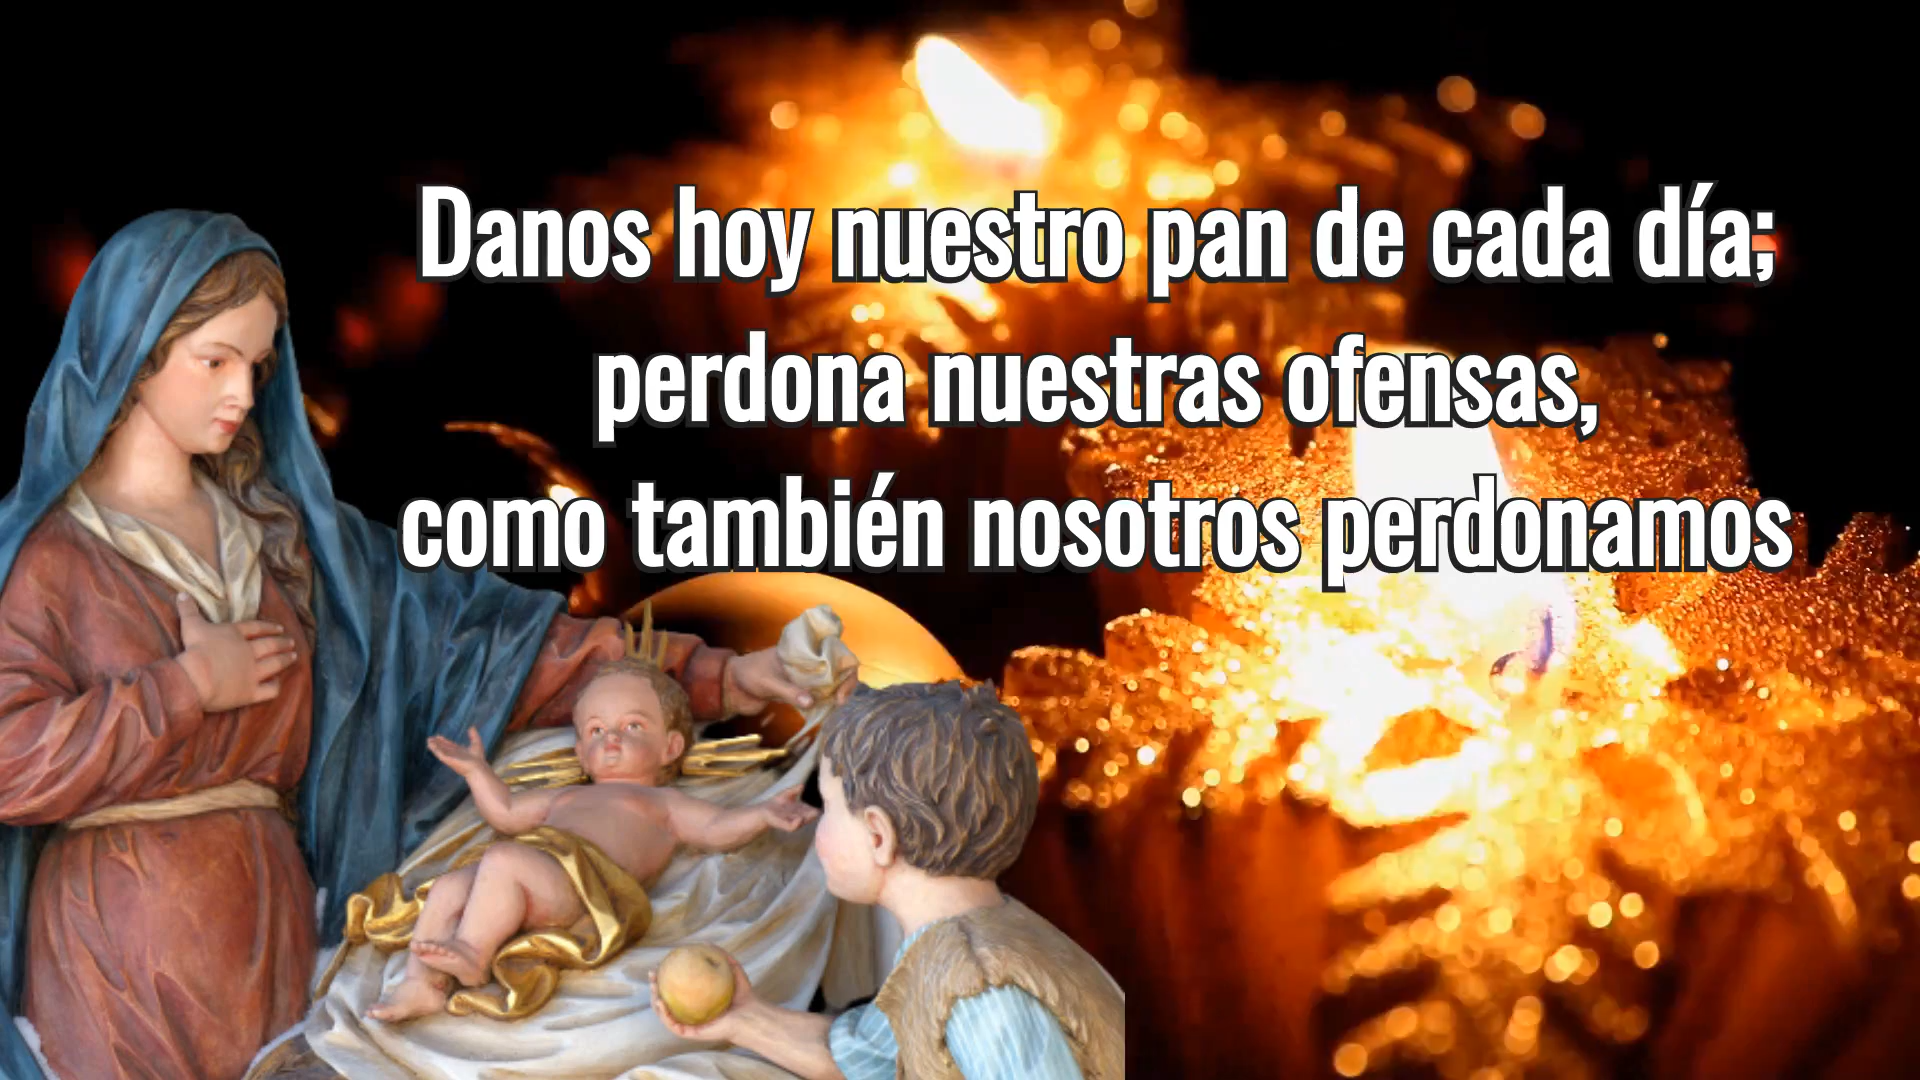 Danos hoy nuestro pan de cada día;
perdona nuestras ofensas,
como también nosotros perdonamos